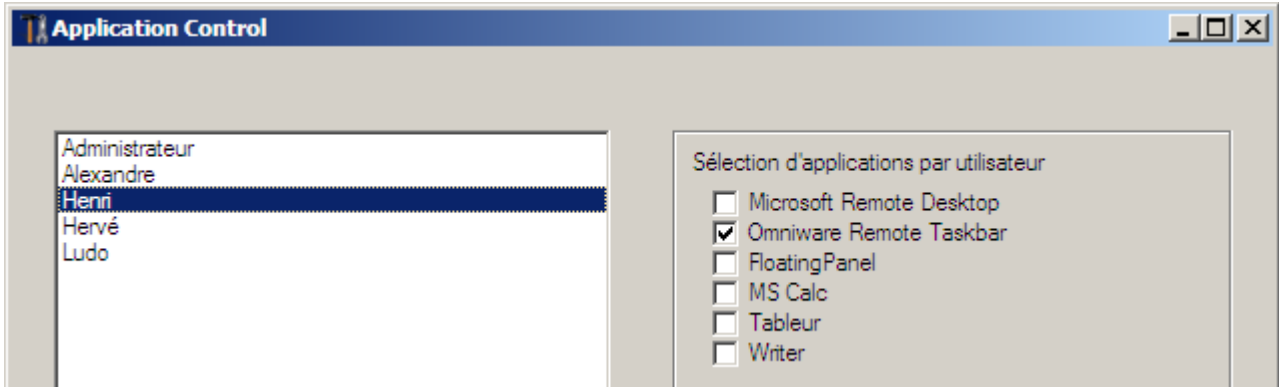 Application Control
Administrateur
Alexandre
Henri
Hervé
Ludo
Sélection d'applications par utilisateur
Microsoft Remote Desktop
Omniware Remote Taskbar
FloatingPanel
MS Calc
Tableur
Writer